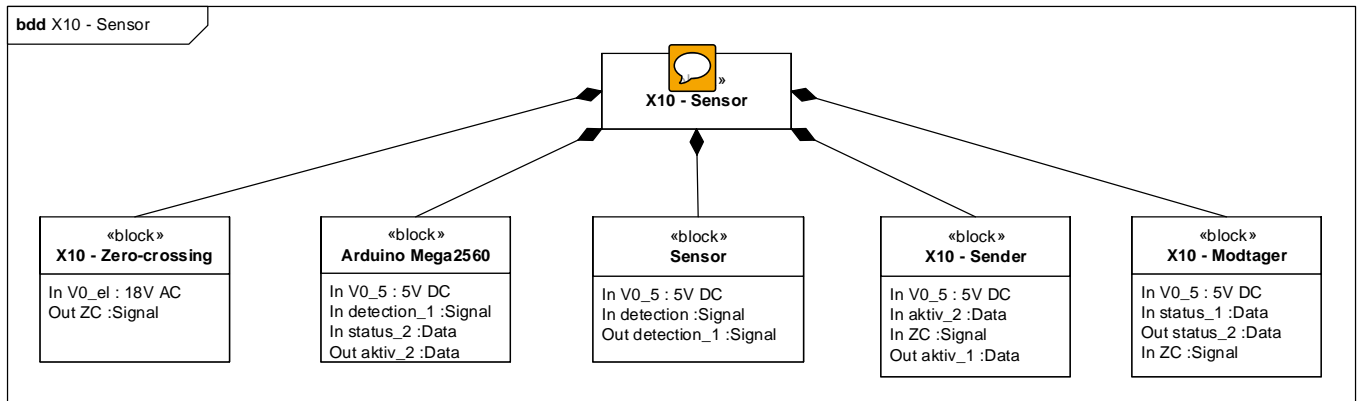 bdd X10 - Sensor
»
X10 - Sensor
«block»
X10 - Zero-crossing
In V0_el : 18V AC
Out ZC :Signal
«block»
Arduino Mega2560
In V0_5 : 5V DC
In detection_1 :Signal
In status_2 :Data
Out aktiv_2 :Data
«block»
Sensor
In V0_5 : 5V DC
In detection :Signal
Out detection_1 :Signal
«block»
X10 - Sender
In V0_5 : 5V DC
In aktiv_2 :Data
In ZC :Signal
Out aktiv_1 :Data
«block»
X10 - Modtager
In V0_5 : 5V DC
In status_1 :Data
Out status_2 :Data
In ZC :Signal